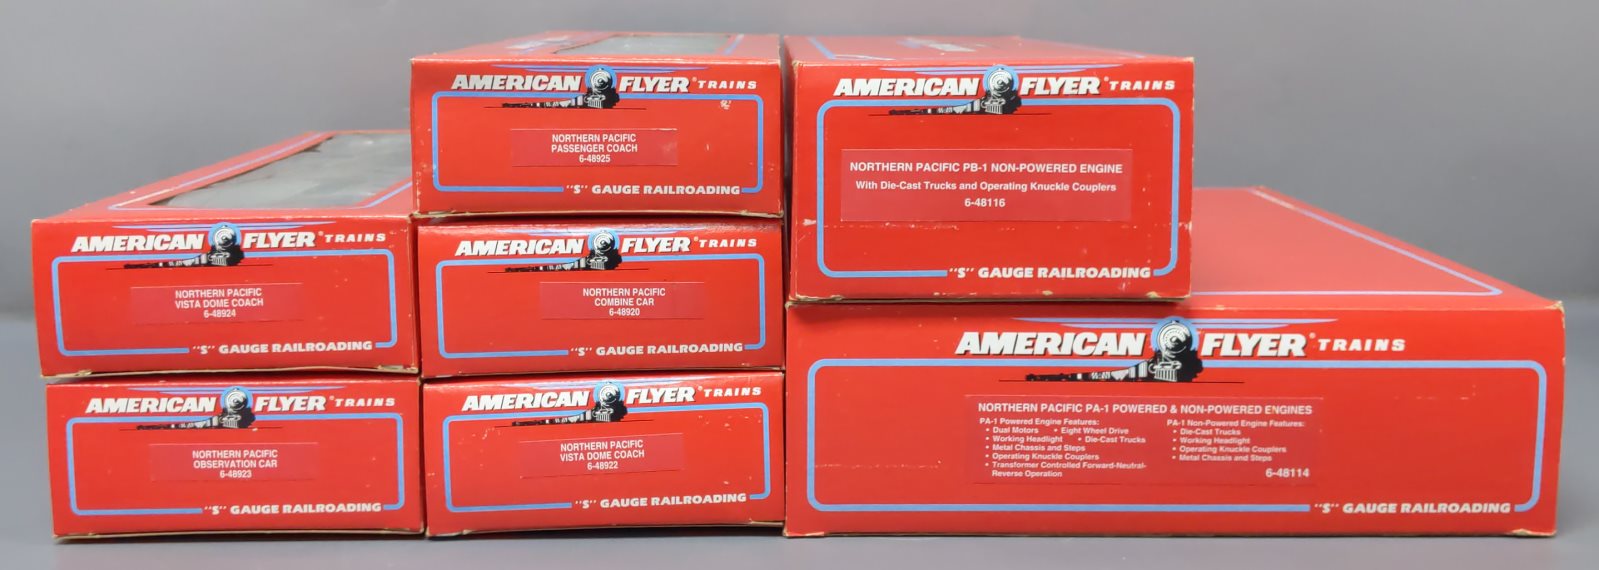 AMERICAN FLYER TRAINS
NORTHERN PACIFIC
PASSENGER COACH
6-48925
"S" GAUGE RAILROADING
AMERICAN FLYER TRAINS
NORTHERN PACIFIC PB-1 NON-POWERED ENGINE
With Die-Cast Trucks and Operating Knuckle Couplers
6-48116
"S" GAUGE RAILROADING
AMERICAN FLYER TRAINS
NORTHERN PACIFIC
VISTA DOME COACH
6-48924
"S" GAUGE RAILROADING
AMERICAN FLYER TRAINS
NORTHERN PACIFIC
COMBINE CAR
6-48920
"S" GAUGE RAILROADING
AMERICAN FLYER TRAINS
NORTHERN PACIFIC
OBSERVATION CAR
6-48923
"S" GAUGE RAILROADING
AMERICAN FLYER TRAINS
NORTHERN PACIFIC
VISTA DOME COACH
6-48922
"S" GAUGE RAILROADING
AMERICAN FLYER TRAINS
NORTHERN PACIFIC PA-1 POWERED & NON-POWERED ENGINES
PA-1 Powered Engine Features:
• Dual Motors • Eight Wheel Drive
• Working Headlight • Die-Cast Trucks
• Metal Chassis and Steps
• Operating Knuckle Couplers
• Transformer Controlled Forward-Neutral-
Reverse Operation
PA-1 Non-Powered Engine Features:
• Die-Cast Trucks
• Working Headlight
• Operating Knuckle Couplers
• Metal Chassis and Steps
6-48114
"S" GAUGE RAILROADING